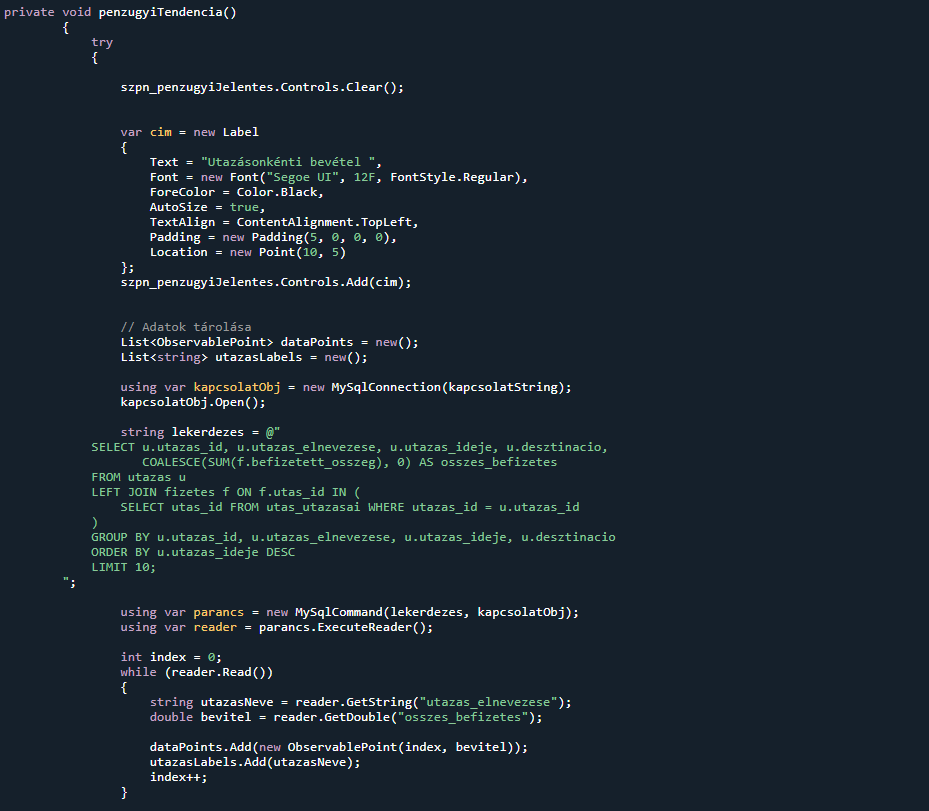 private void penzugyiTendencia()
{
try
{
szpn_penzugyiJelentes.Controls.Clear();
var cim = new Label
{
Text = "Utazásonkénti bevétel ",
Font = new Font("Segoe UI", 12F, FontStyle.Regular),
ForeColor = Color.Black,
AutoSize = true,
TextAlign = ContentAlignment.TopLeft,
Padding = new Padding(5, 0, 0, 0),
Location = new Point(10, 5)
};
szpn_penzugyiJelentes.Controls.Add(cim);
// Adatok tárolása
List<ObservablePoint> dataPoints = new();
List<string> utazasLabels = new();
using var kapcsolatObj = new MySqlConnection(kapcsolatString);
kapcsolatObj.Open();
string lekerdezes = @"
SELECT u.utazas_id, u.utazas_elnevezese, u.utazas_ideje, u.desztinacio,
COALESCE(SUM(f.befizetett_osszeg), 0) AS osszes_befizetes
FROM utazas u
LEFT JOIN fizetes f ON f.utas_id IN (
SELECT utas_id FROM utas_utazasai WHERE utazas_id = u.utazas_id
)
GROUP BY u.utazas_id, u.utazas_elnevezese, u.utazas_ideje, u.desztinacio
ORDER BY u.utazas_ideje DESC
LIMIT 10;
";
using var parancs = new MySqlCommand(lekerdezes, kapcsolatObj);
using var reader = parancs.ExecuteReader();
int index = 0;
while (reader.Read())
{
string utazasNeve = reader.GetString("utazas_elnevezese");
double bevitel = reader.GetDouble("osszes_befizetes");
dataPoints.Add(new ObservablePoint(index, bevitel));
utazasLabels.Add(utazasNeve);
index++;
}